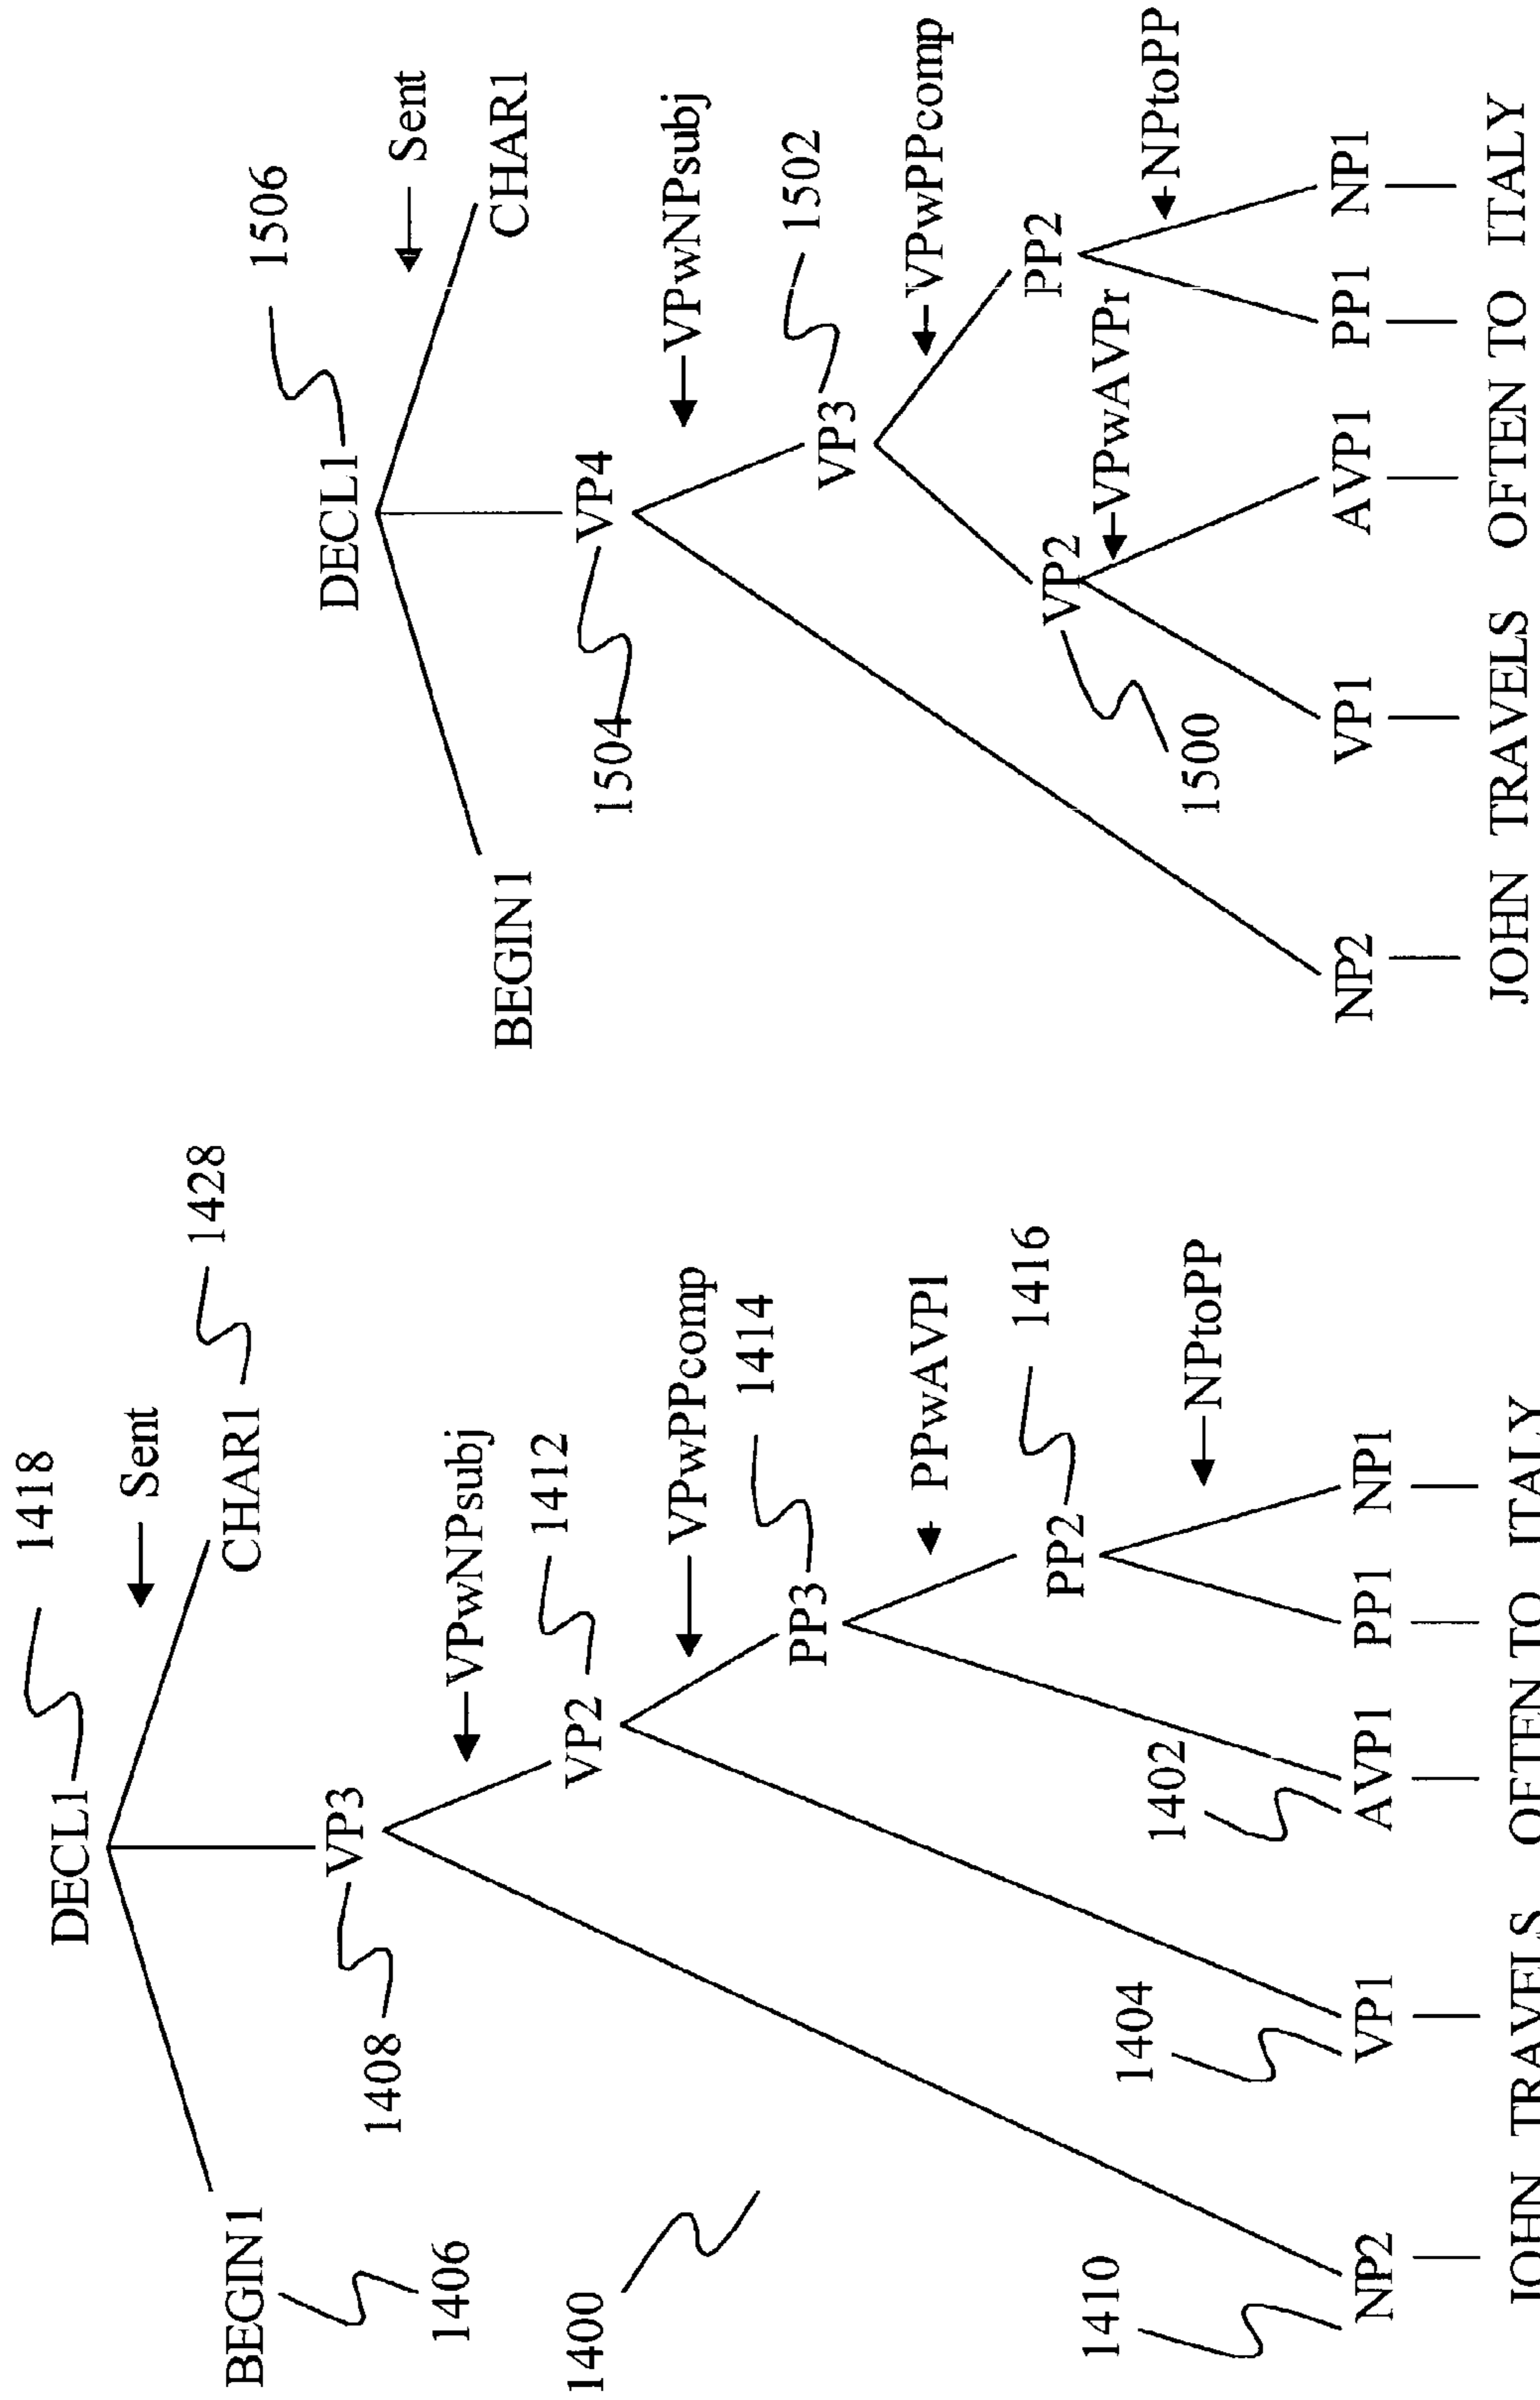 1418
DECL1
Sent
1428
BEGIN1 CHAR1
VP3
1408
1406
VPwNPsubj
1412
1400 VP2
VPwPPcomp
1414
PP3
PPwAVPl
1416
PP2
1410 1404 1402
NPtoPP
NP2 VP1 AVP1 PP1 NP1
JOHN TRAVELS OFTEN TO ITALY
1506
DECL1
Sent
BEGIN1 CHAR1
VP4
1504
VPwNPsubj
1502
VP3
VPwPPcomp
PP2
VP2
VPwAVPr
NPtoPP
1500
NP2 VP1 AVP1 PP1 NP1
JOHN TRAVELS OFTEN TO ITALY